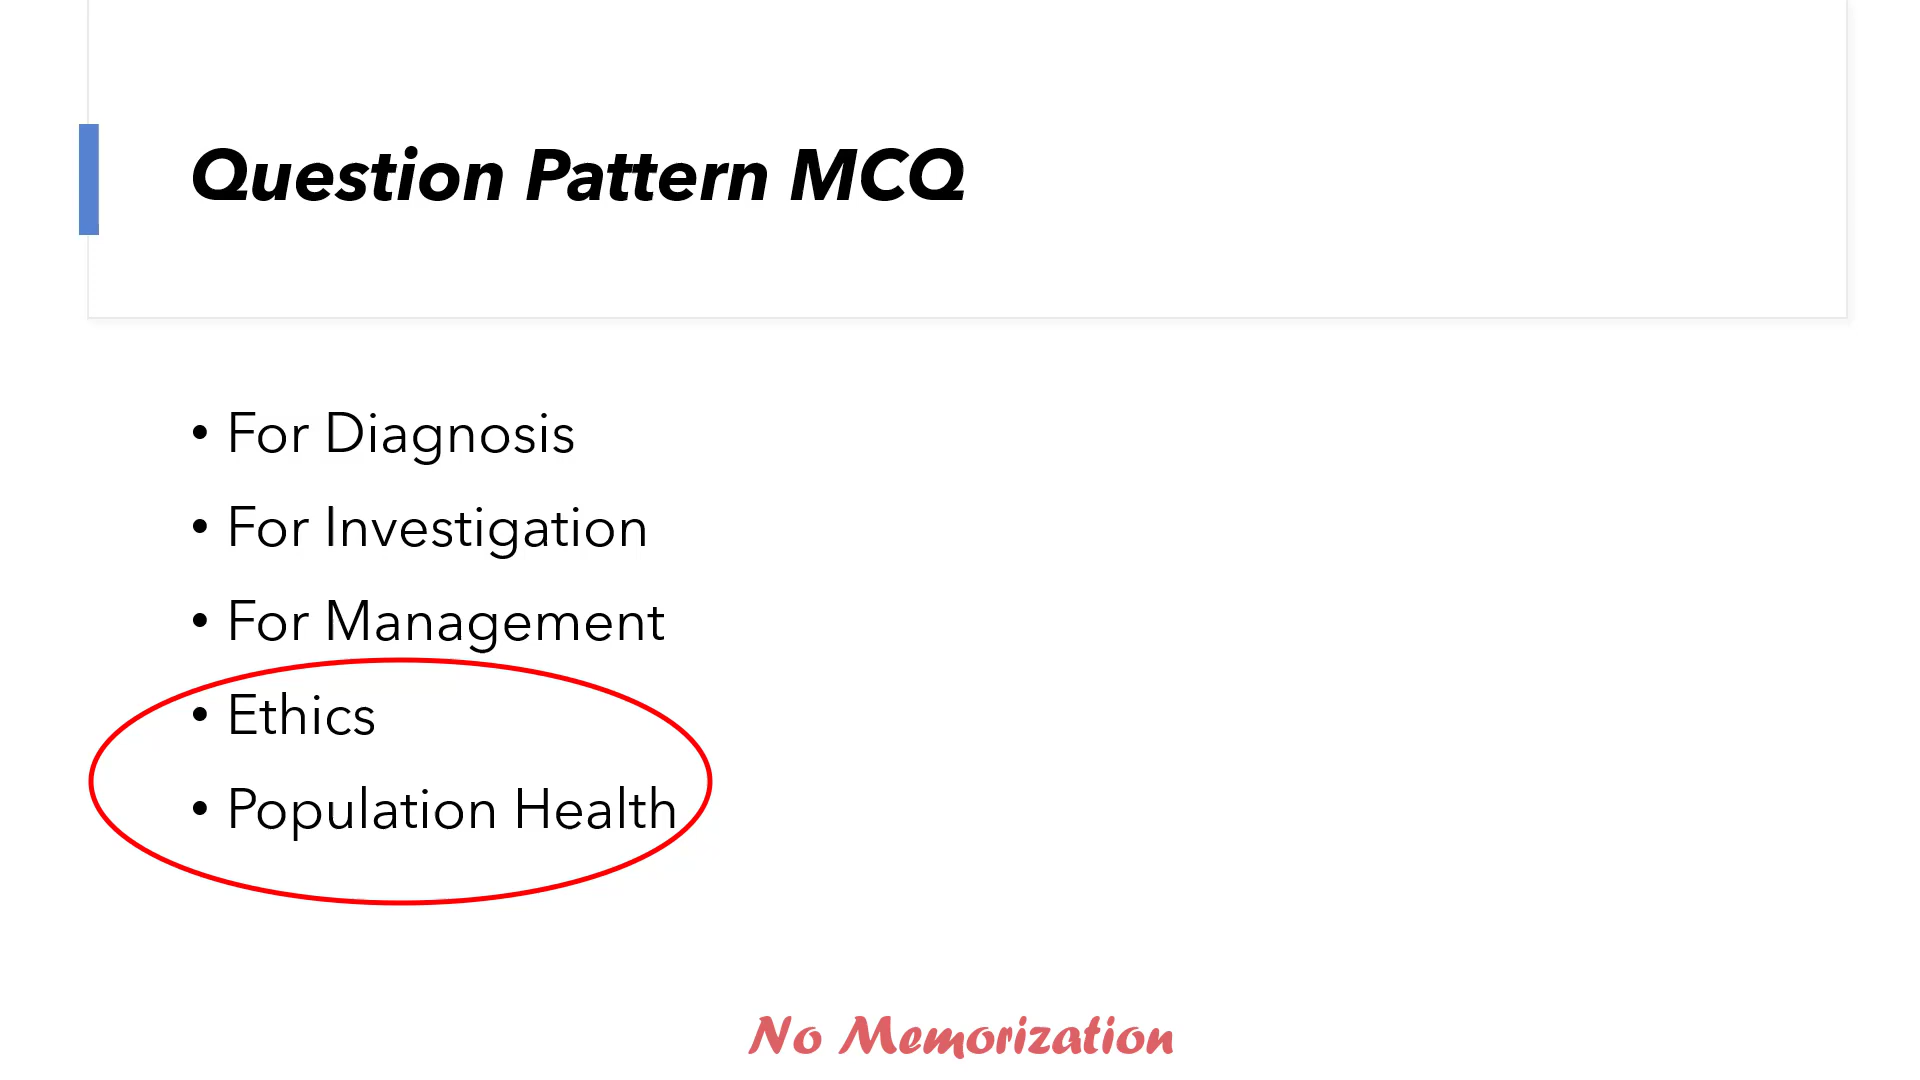 Question Pattern MCQ
• For Diagnosis
• For Investigation
• For Management
• Ethics
• Population Health
No Memorization